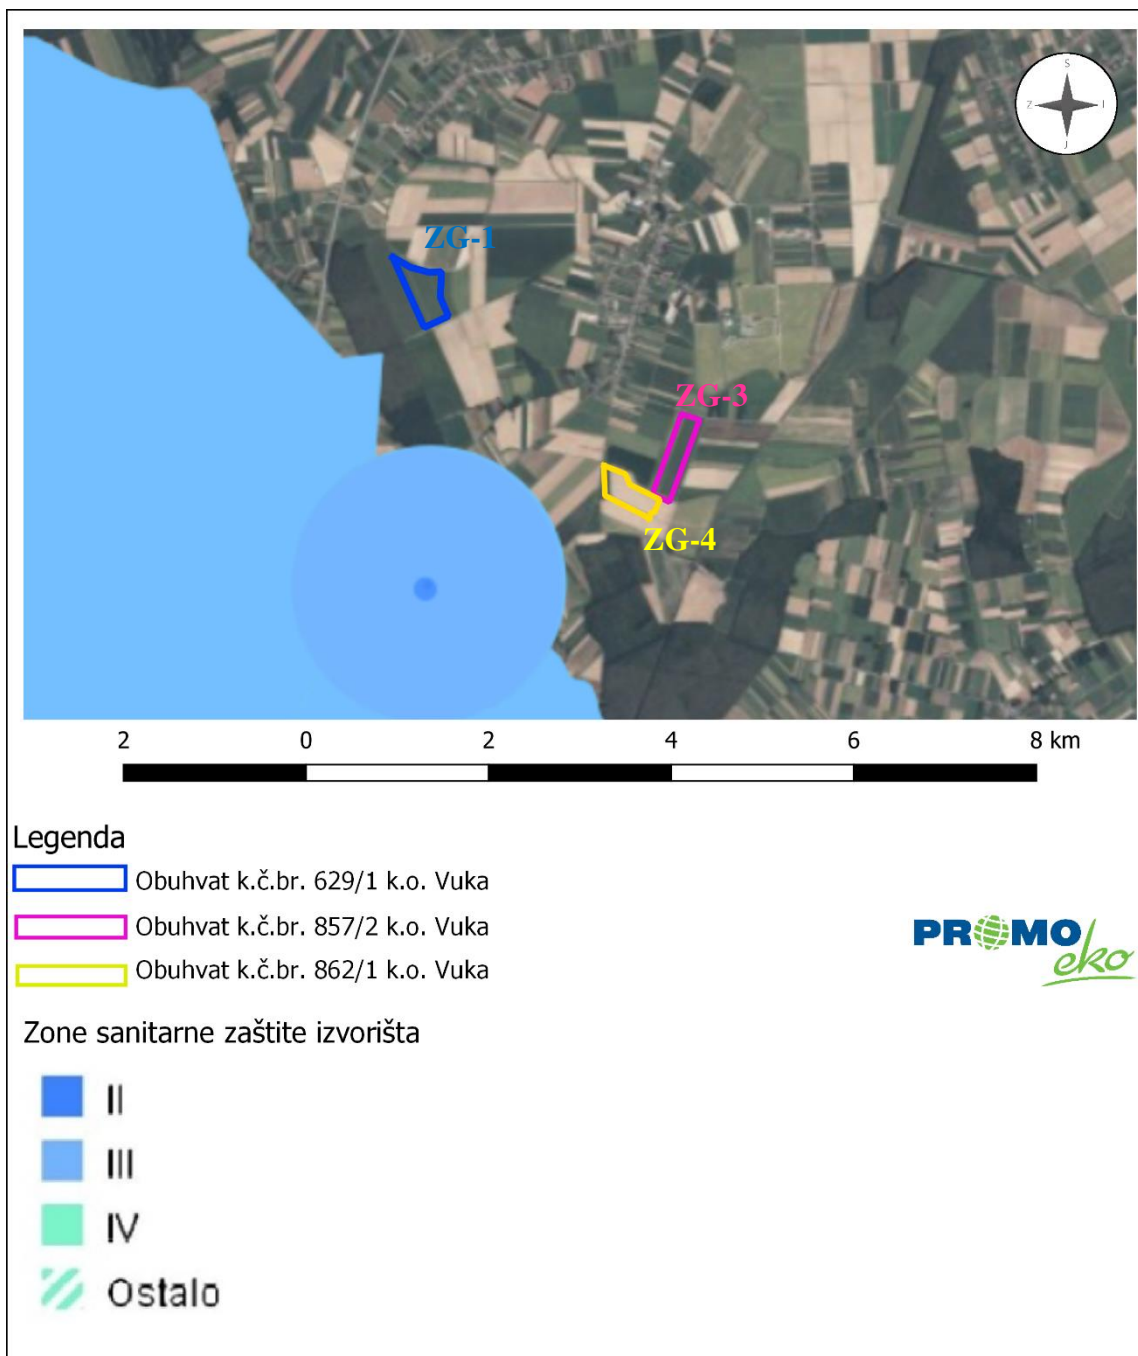 S
Z
I
J
ZG-1
ZG-3
ZG-4
2 0 2 4 6 8 km
Legenda
Obuhvat k.č.br. 629/1 k.o. Vuka
Obuhvat k.č.br. 857/2 k.o. Vuka
Obuhvat k.č.br. 862/1 k.o. Vuka
PROMO
eko
Zone sanitarne zaštite izvorišta
II
III
IV
Ostalo